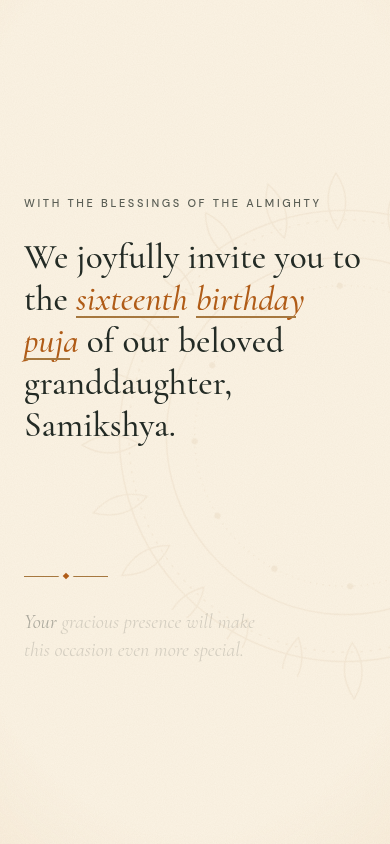 WITH THE BLESSINGS OF THE ALMIGHTY
We joyfully invite you to
the sixteenth birthday
puja of our beloved
granddaughter,
Samikshya.
Your gracious presence will make
this occasion even more special.